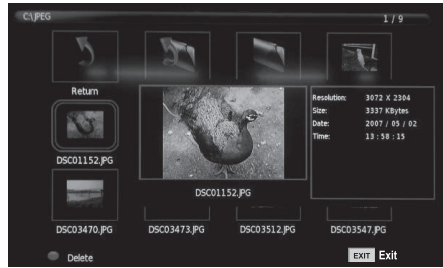 C:\JPEG 1 / 9
Return
Resolution: 3072 X 2304
Size: 3337 KBytes
Date: 2007 / 05 / 02
Time: 13 : 58 : 15
DSC01152.JPG
DSC01152.JPG
DSC03470.JPG DSC03473.JPG DSC03512.JPG DSC03547.JPG
Delete EXIT Exit